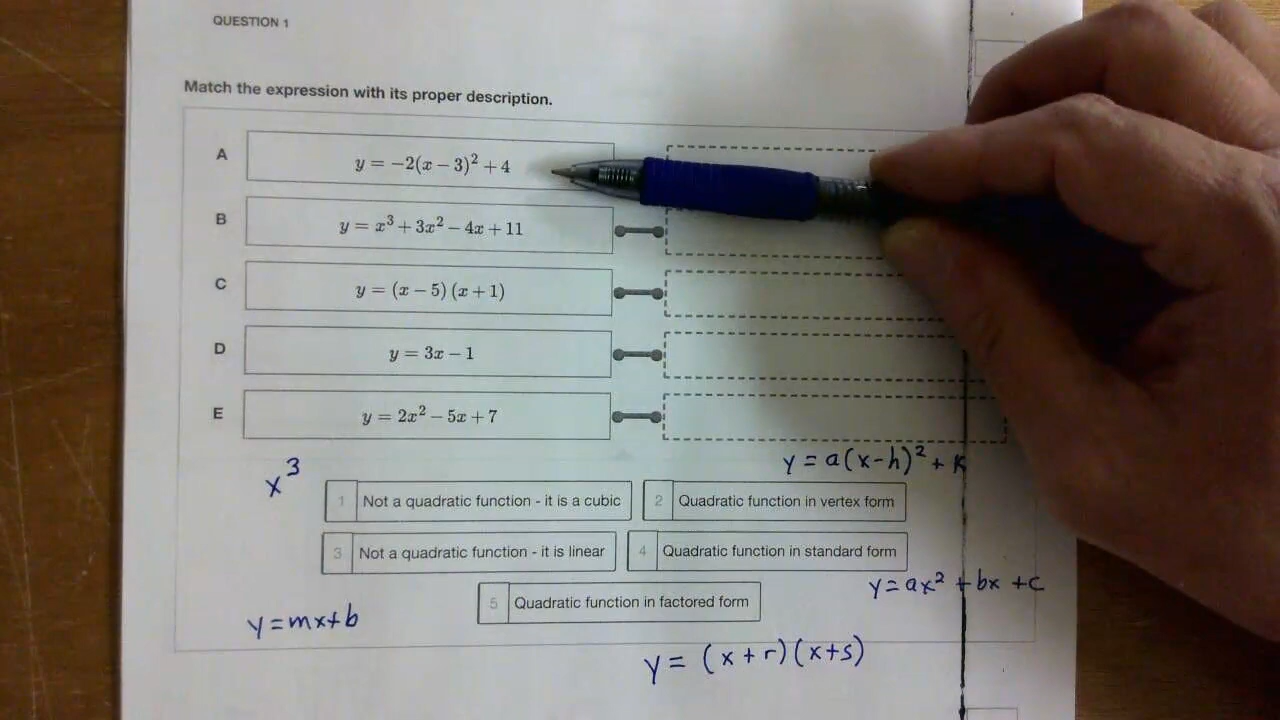 QUESTION 1
Match the expression with its proper description.
A y = −2(x − 3)² + 4
B y = x³ + 3x² − 4x + 11
C y = (x − 5) (x + 1)
D y = 3x − 1
E y = 2x² − 5x + 7
x³
y = a(x-h)² + k
1 Not a quadratic function - it is a cubic
2 Quadratic function in vertex form
3 Not a quadratic function - it is linear
4 Quadratic function in standard form
y = ax² + bx + c
5 Quadratic function in factored form
y = mx+b
y = (x + r)(x+s)